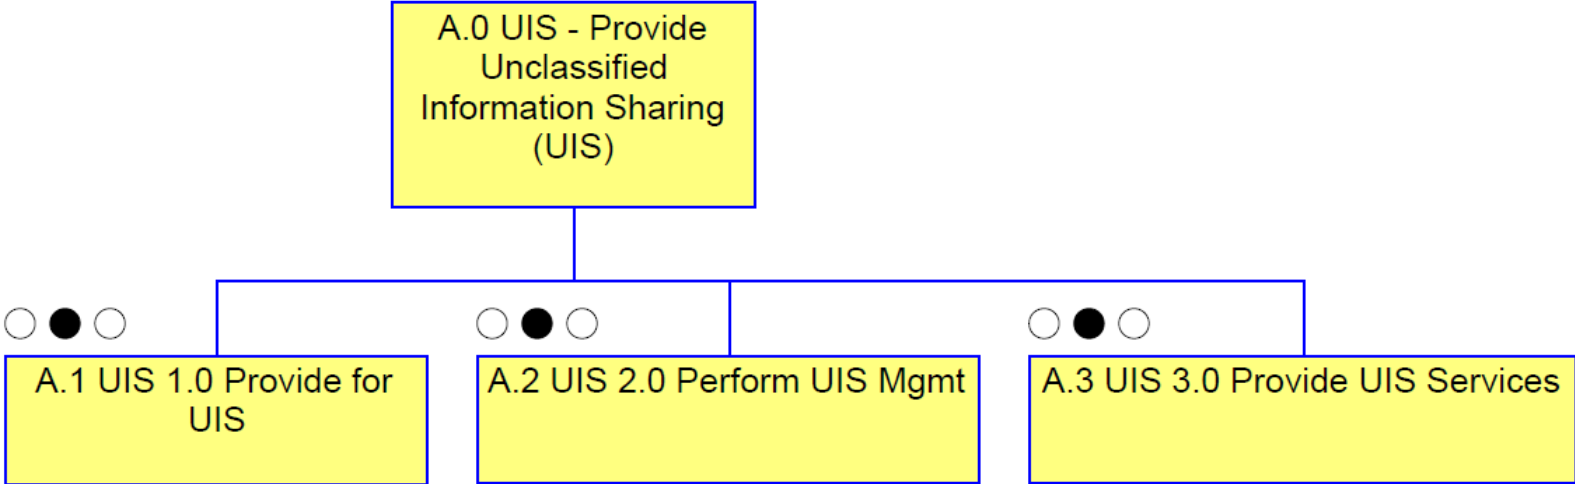 A.0 UIS - Provide
Unclassified
Information Sharing
(UIS)
A.1 UIS 1.0 Provide for
UIS
A.2 UIS 2.0 Perform UIS Mgmt
A.3 UIS 3.0 Provide UIS Services